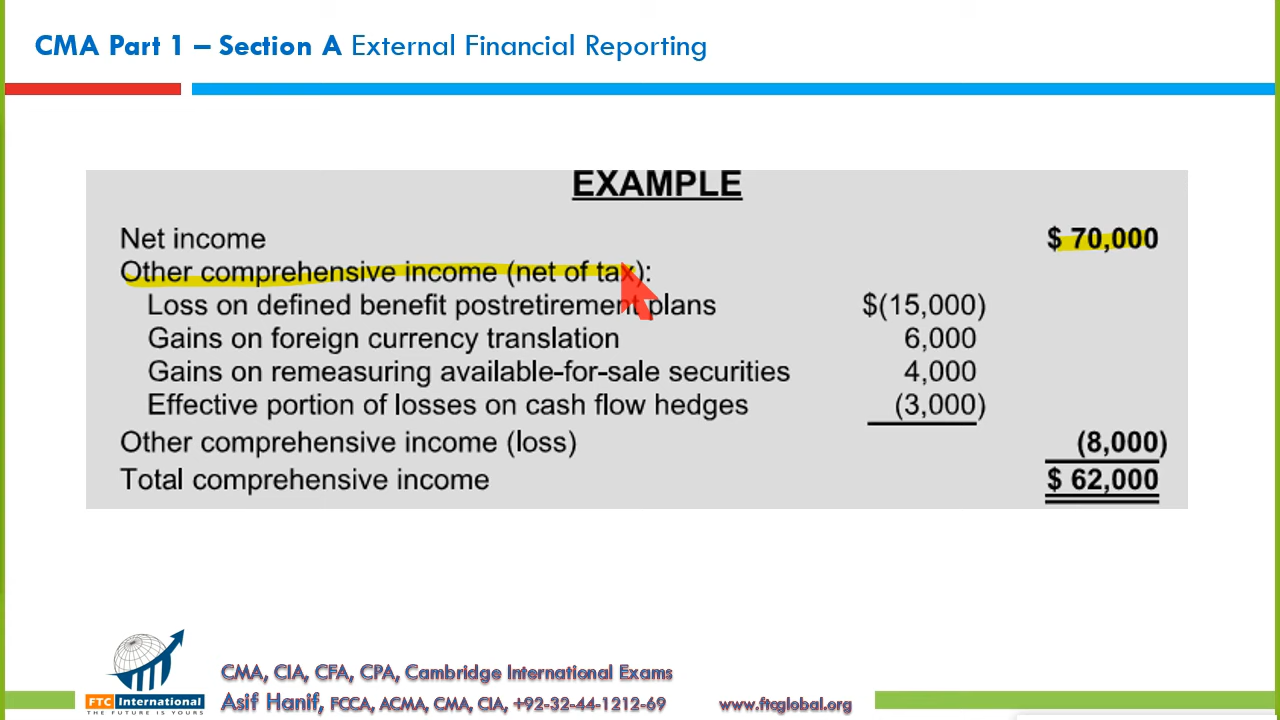 CMA Part 1 – Section A External Financial Reporting
EXAMPLE
Net income $ 70,000
Other comprehensive income (net of tax):
Loss on defined benefit postretirement plans $(15,000)
Gains on foreign currency translation 6,000
Gains on remeasuring available-for-sale securities 4,000
Effective portion of losses on cash flow hedges (3,000)
Other comprehensive income (loss) (8,000)
Total comprehensive income $ 62,000
FTC International
THE FUTURE IS YOURS
CMA, CIA, CFA, CPA, Cambridge International Exams
Asif Hanif, FCCA, ACMA, CMA, CIA, +92-32-44-1212-69 www.ftcglobal.org